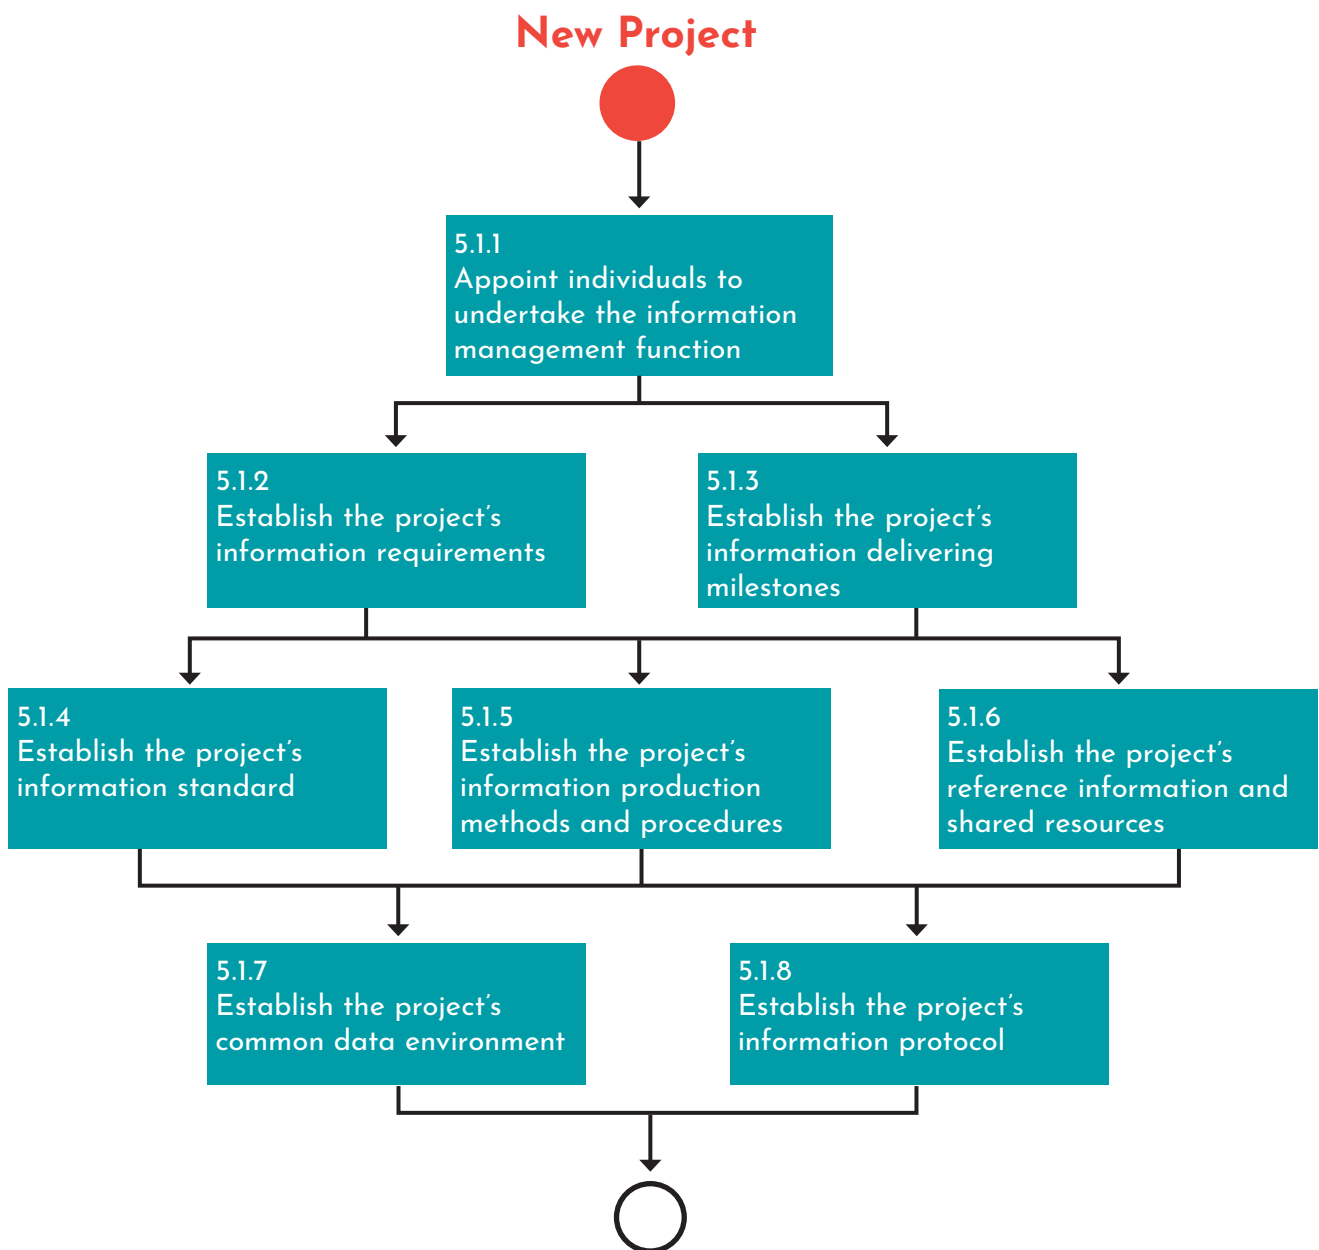 New Project
5.1.1
Appoint individuals to
undertake the information
management function
5.1.2
Establish the project's
information requirements
5.1.3
Establish the project's
information delivering
milestones
5.1.4
Establish the project's
information standard
5.1.5
Establish the project's
information production
methods and procedures
5.1.6
Establish the project's
reference information and
shared resources
5.1.7
Establish the project's
common data environment
5.1.8
Establish the project's
information protocol